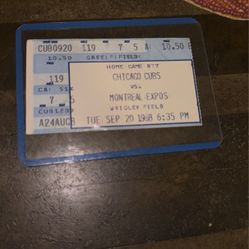 CUB0920 119 7 5 A 10.50
10.50
HOME GAME
119
CHICAGO CUBS
VS.
7 5
MONTREAL EXPOS
WRIGLEY FIELD
A24AUG8 TUE SEP 20 1988 6:35 PM